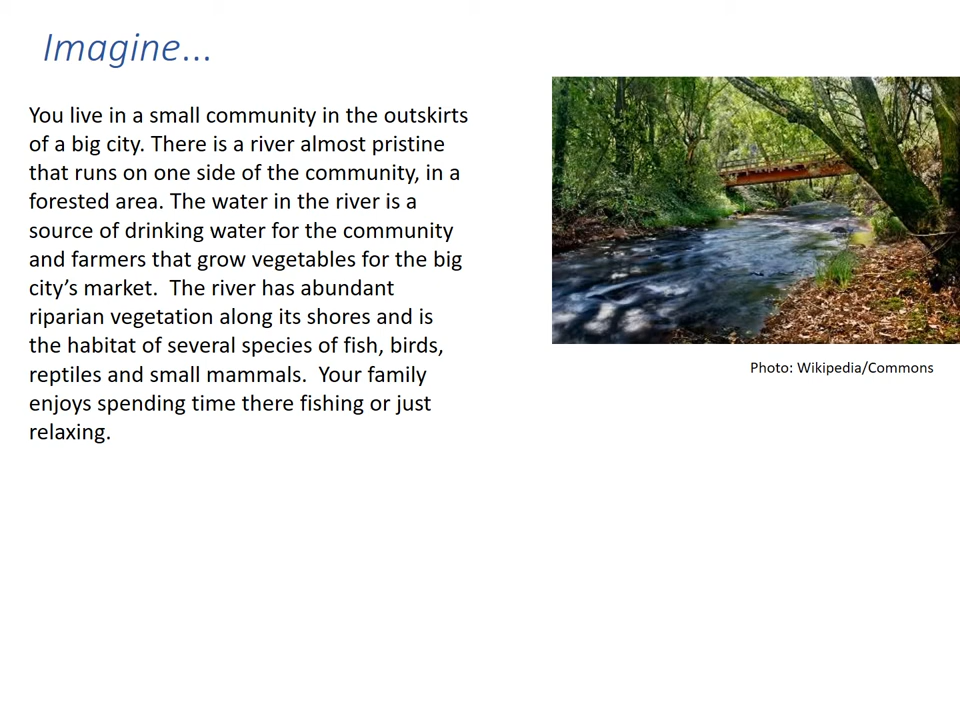 Imagine...
You live in a small community in the outskirts
of a big city. There is a river almost pristine
that runs on one side of the community, in a
forested area. The water in the river is a
source of drinking water for the community
and farmers that grow vegetables for the big
city’s market.  The river has abundant
riparian vegetation along its shores and is
the habitat of several species of fish, birds,
reptiles and small mammals.  Your family
enjoys spending time there fishing or just
relaxing.
Photo: Wikipedia/Commons